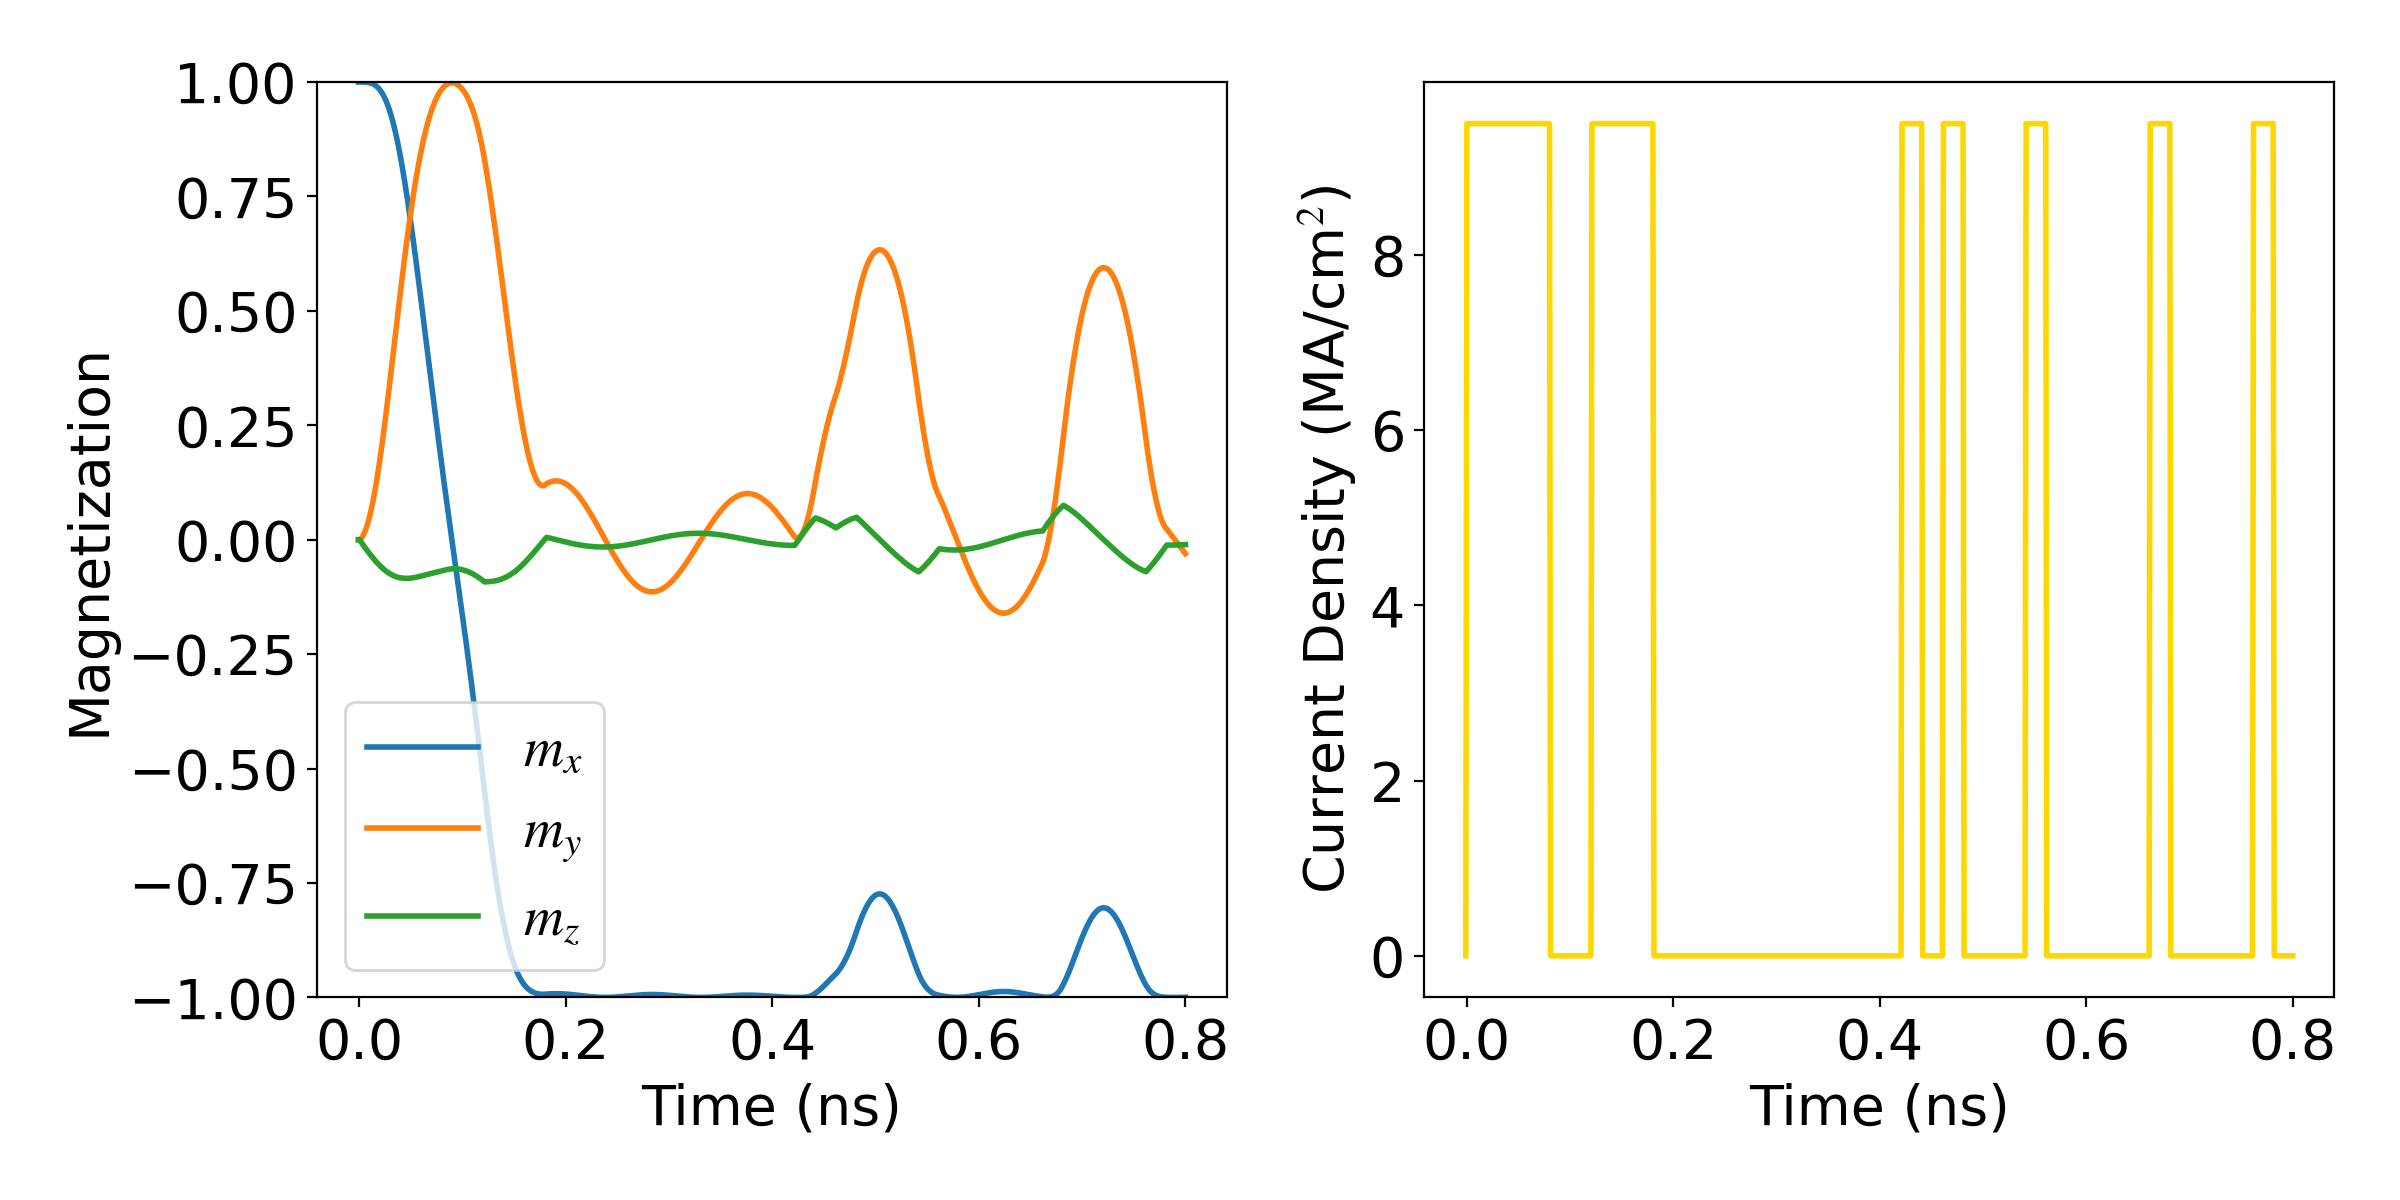 Magnetization
1.00
0.75
0.50
0.25
0.00
−0.25
−0.50
−0.75
−1.00
m_x
m_y
m_z
0.0 0.2 0.4 0.6 0.8
Time (ns)
Current Density (MA/cm²)
8
6
4
2
0
0.0 0.2 0.4 0.6 0.8
Time (ns)